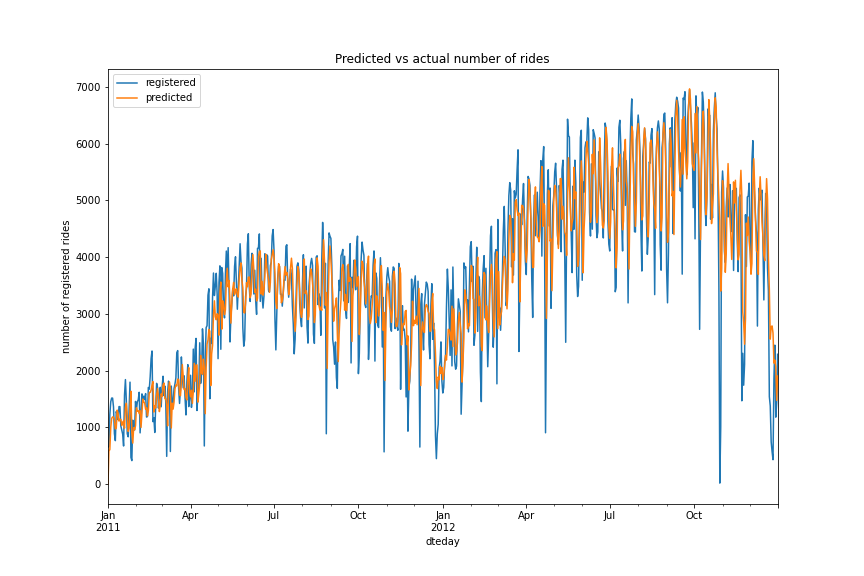 Predicted vs actual number of rides
registered
predicted
number of registered rides
7000
6000
5000
4000
3000
2000
1000
0
Jan
2011
Apr
Jul
Oct
Jan
2012
Apr
Jul
Oct
dteday